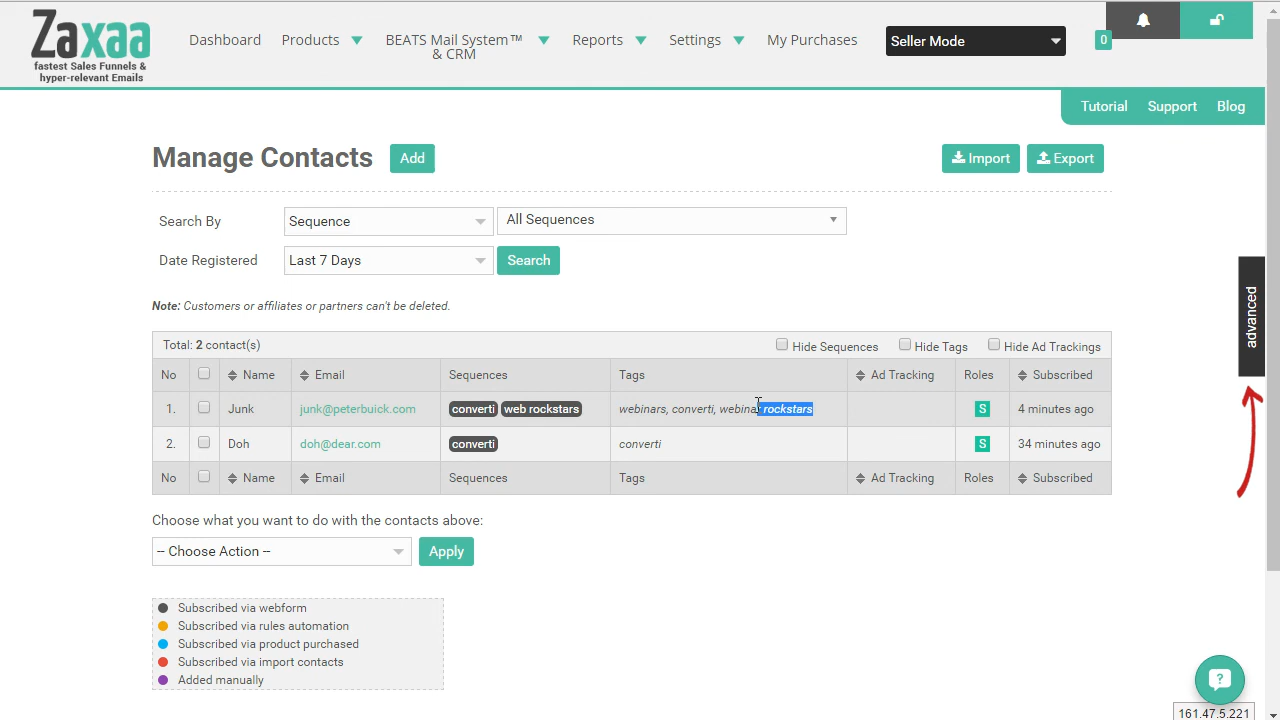 Zaxaa
fastest Sales Funnels &
hyper-relevant Emails
Dashboard
Products
BEATS Mail System™
& CRM
Reports
Settings
My Purchases
Seller Mode
0
Tutorial
Support
Blog
Manage Contacts
Add
Import
Export
Search By
Sequence
All Sequences
Date Registered
Last 7 Days
Search
Note: Customers or affiliates or partners can't be deleted.
advanced
Total: 2 contact(s)
Hide Sequences
Hide Tags
Hide Ad Trackings
No
Name
Email
Sequences
Tags
Ad Tracking
Roles
Subscribed
1.
Junk
junk@peterbuick.com
converti
web rockstars
webinars, converti, webinar rockstars
S
4 minutes ago
2.
Doh
doh@dear.com
converti
converti
S
34 minutes ago
No
Name
Email
Sequences
Tags
Ad Tracking
Roles
Subscribed
Choose what you want to do with the contacts above:
-- Choose Action --
Apply
Subscribed via webform
Subscribed via rules automation
Subscribed via product purchased
Subscribed via import contacts
Added manually
?
161.47.5.221